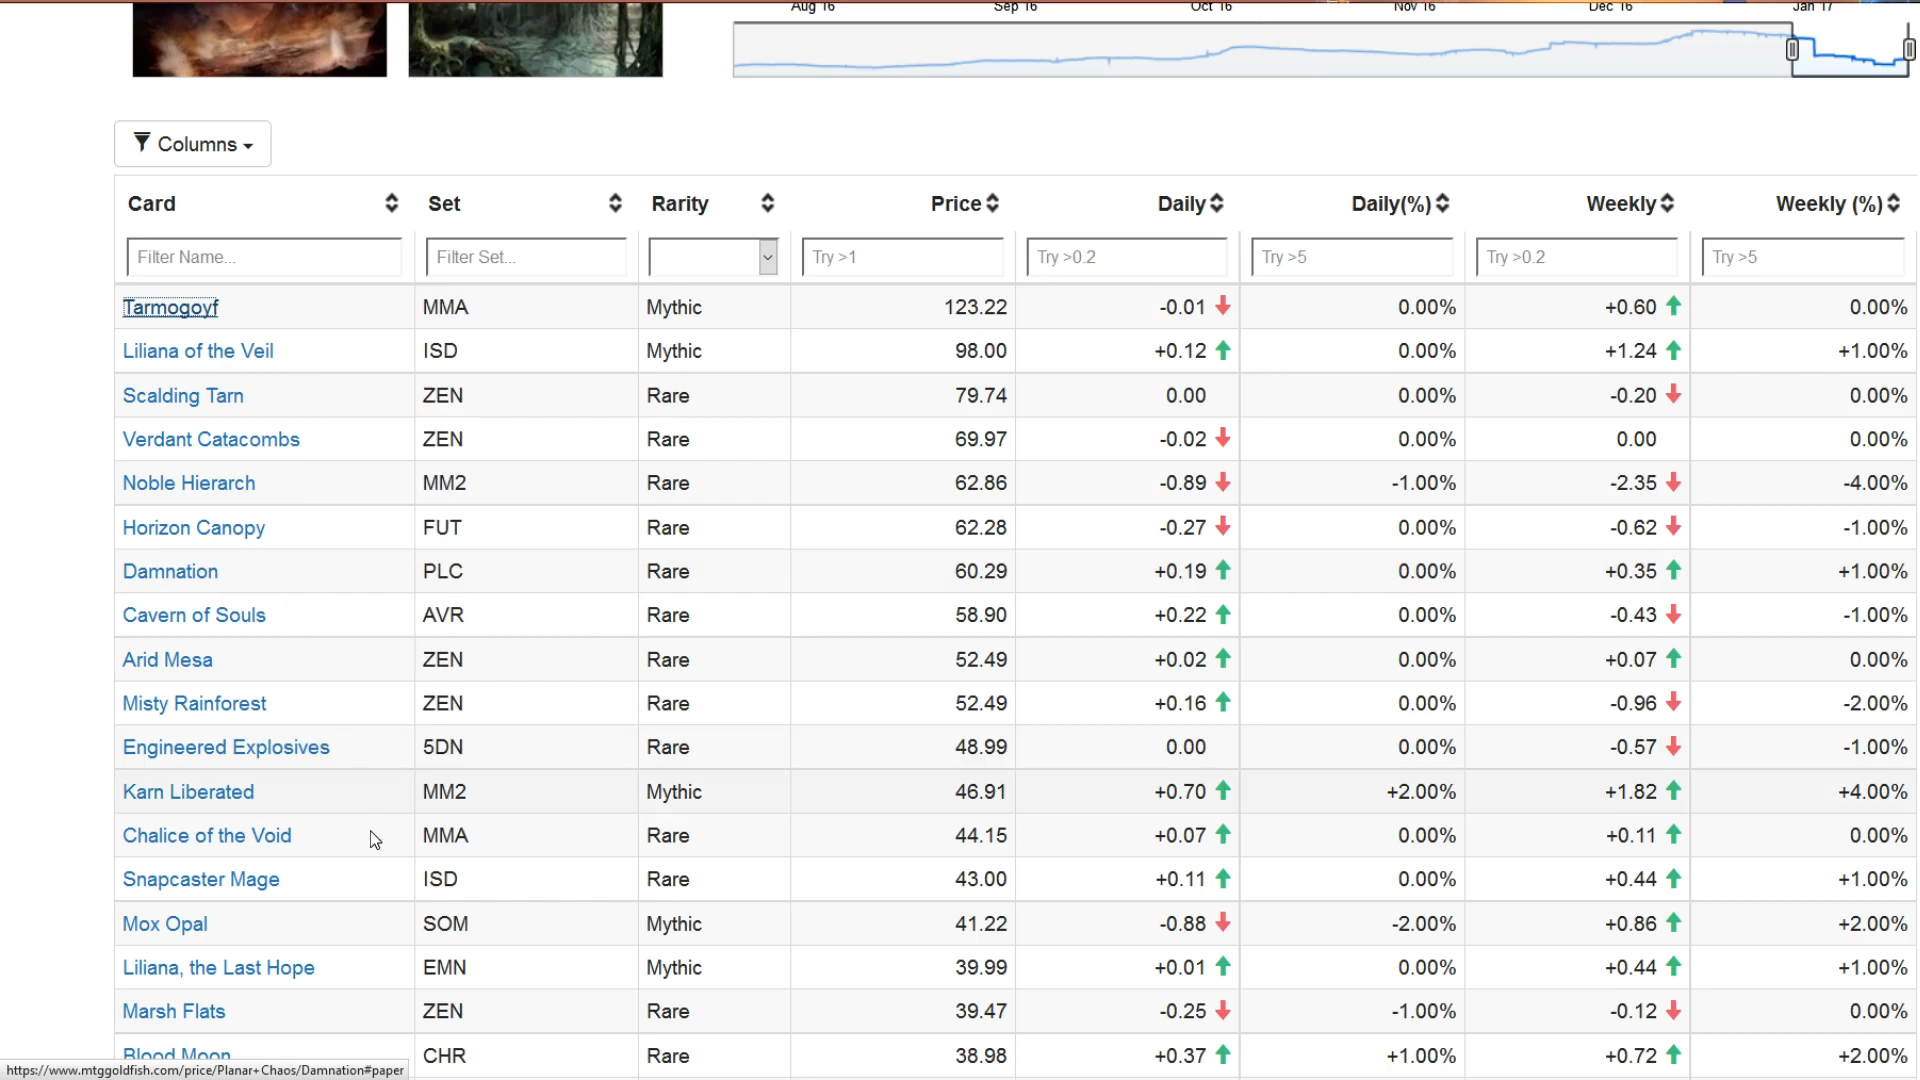 Aug 16 Sep 16 Oct 16 Nov 16 Dec 16 Jan 17
Columns
Card Set Rarity Price Daily Daily(%) Weekly Weekly (%)
Filter Name... Filter Set... Try >1 Try >0.2 Try >5 Try >0.2 Try >5
Tarmogoyf MMA Mythic 123.22 -0.01 0.00% +0.60 0.00%
Liliana of the Veil ISD Mythic 98.00 +0.12 0.00% +1.24 +1.00%
Scalding Tarn ZEN Rare 79.74 0.00 0.00% -0.20 0.00%
Verdant Catacombs ZEN Rare 69.97 -0.02 0.00% 0.00 0.00%
Noble Hierarch MM2 Rare 62.86 -0.89 -1.00% -2.35 -4.00%
Horizon Canopy FUT Rare 62.28 -0.27 0.00% -0.62 -1.00%
Damnation PLC Rare 60.29 +0.19 0.00% +0.35 +1.00%
Cavern of Souls AVR Rare 58.90 +0.22 0.00% -0.43 -1.00%
Arid Mesa ZEN Rare 52.49 +0.02 0.00% +0.07 0.00%
Misty Rainforest ZEN Rare 52.49 +0.16 0.00% -0.96 -2.00%
Engineered Explosives 5DN Rare 48.99 0.00 0.00% -0.57 -1.00%
Karn Liberated MM2 Mythic 46.91 +0.70 +2.00% +1.82 +4.00%
Chalice of the Void MMA Rare 44.15 +0.07 0.00% +0.11 0.00%
Snapcaster Mage ISD Rare 43.00 +0.11 0.00% +0.44 +1.00%
Mox Opal SOM Mythic 41.22 -0.88 -2.00% +0.86 +2.00%
Liliana, the Last Hope EMN Mythic 39.99 +0.01 0.00% +0.44 +1.00%
Marsh Flats ZEN Rare 39.47 -0.25 -1.00% -0.12 0.00%
Blood Moon CHR Rare 38.98 +0.37 +1.00% +0.72 +2.00%
https://www.mtggoldfish.com/price/Planar+Chaos/Damnation#paper